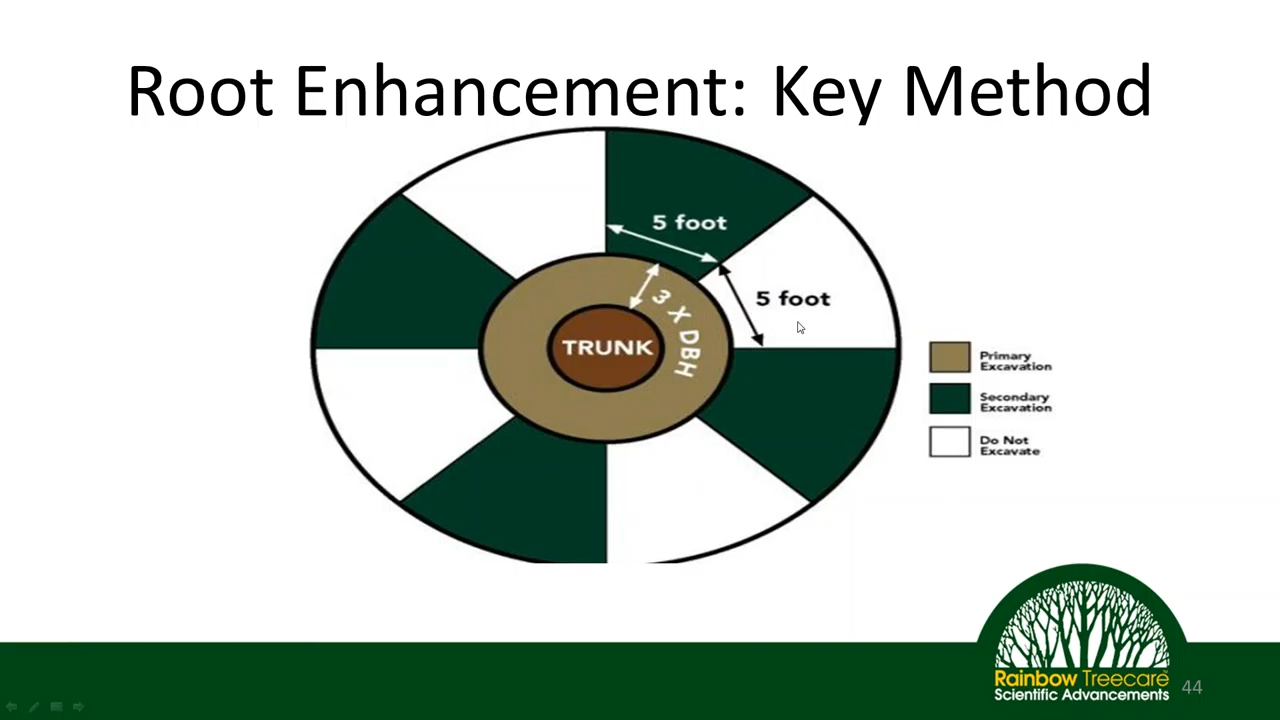 Root Enhancement: Key Method
5 foot
5 foot
3 X DBH
TRUNK
Primary
Excavation
Secondary
Excavation
Do Not
Excavate
Rainbow Treecare
Scientific Advancements
44